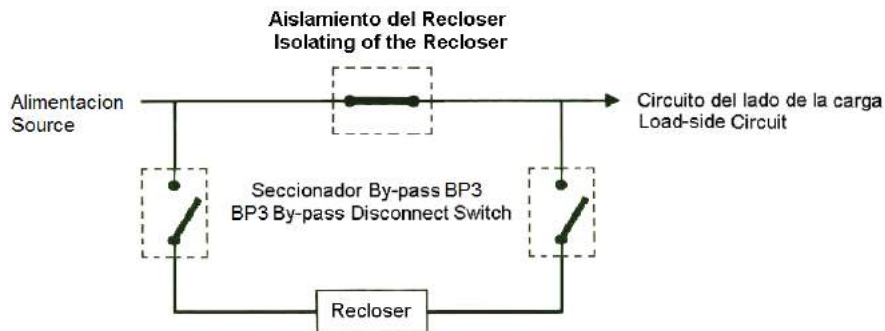 Aislamiento del Recloser
Isolating of the Recloser
Alimentacion
Source
Circuito del lado de la carga
Load-side Circuit
Seccionador By-pass BP3
BP3 By-pass Disconnect Switch
Recloser